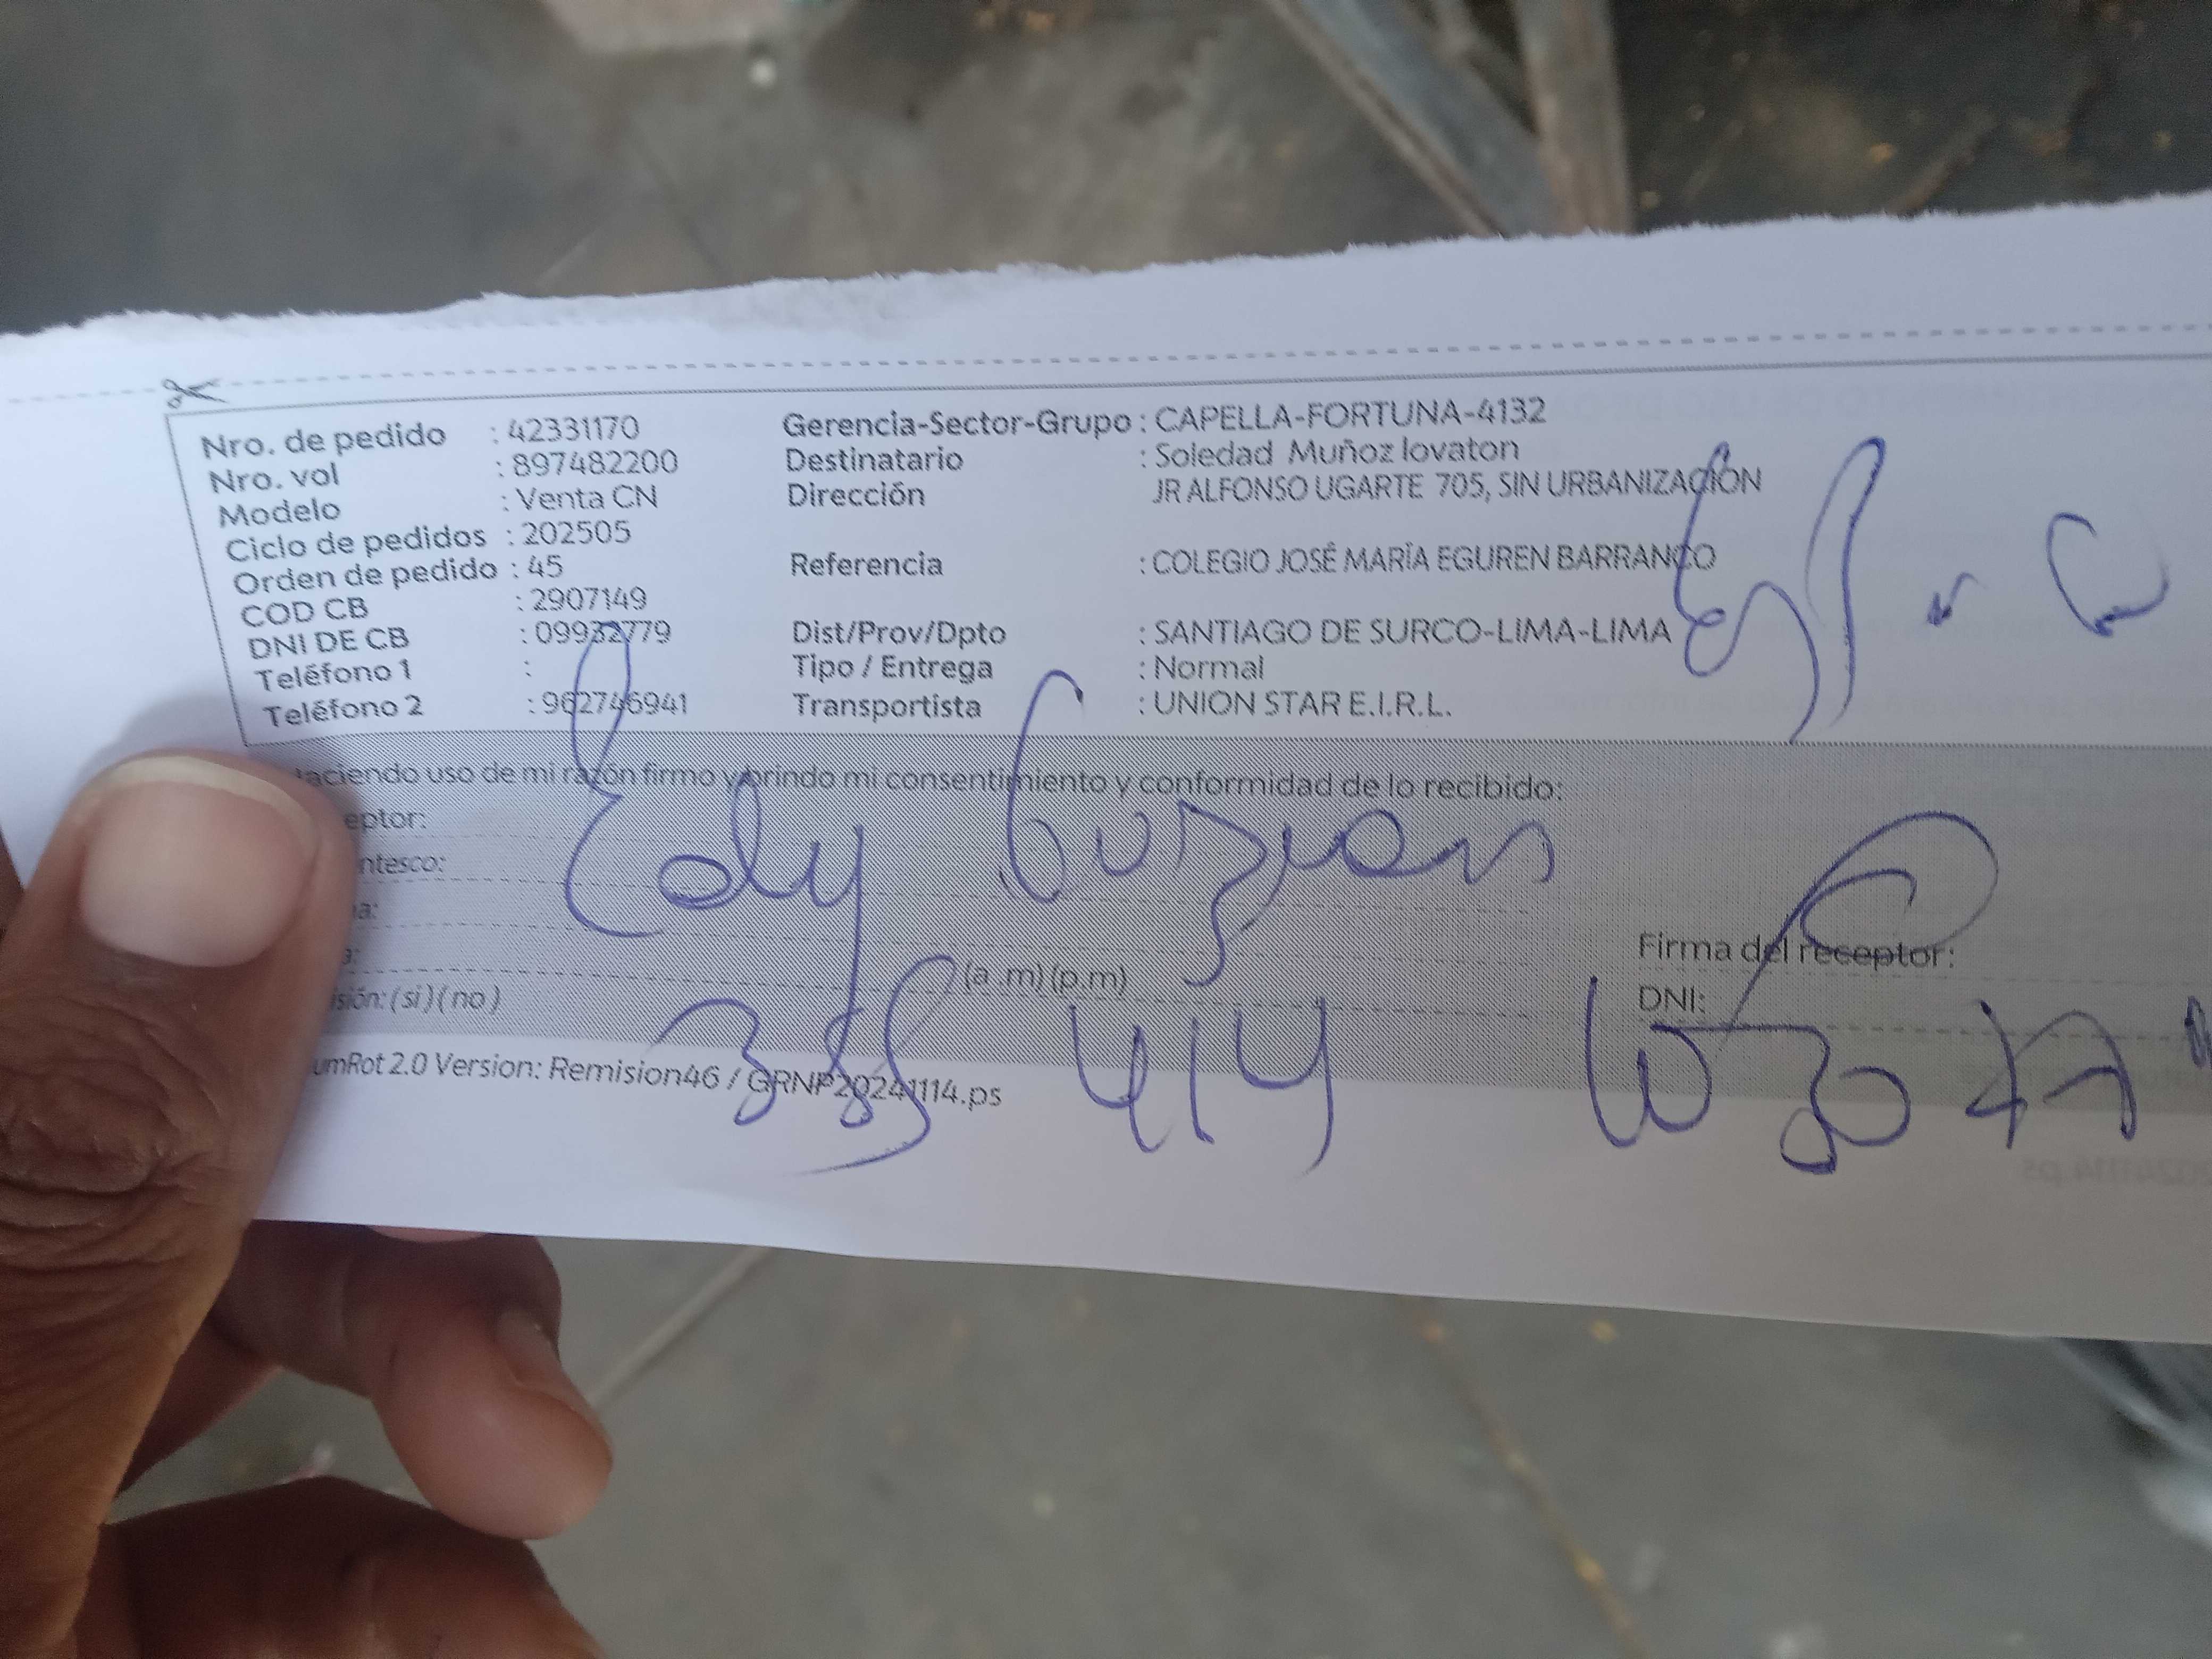 Nro. de pedido : 42331170
Nro. vol : 897482200
Modelo : Venta CN
Ciclo de pedidos : 202505
Orden de pedido : 45
COD CB : 2907149
DNI DE CB : 09932779
Teléfono 1 :
Teléfono 2 : 962746941
Gerencia-Sector-Grupo : CAPELLA-FORTUNA-4132
Destinatario : Soledad Muñoz lovaton
Dirección JR ALFONSO UGARTE 705, SIN URBANIZACIÓN
Referencia : COLEGIO JOSÉ MARÍA EGUREN BARRANCO
Dist/Prov/Dpto : SANTIAGO DE SURCO-LIMA-LIMA
Tipo / Entrega : Normal
Transportista : UNION STAR E.I.R.L.
aciendo uso de mi razón firmo y brindo mi consentimiento y conformidad de lo recibido:
eptor: Edy Guzman
ntesco:
a:
a: (a .m) (p.m)
isión: (si) (no)
Firma del receptor:
DNI:
umRot 2.0 Version: Remision46 / GRNP20241114.ps
414